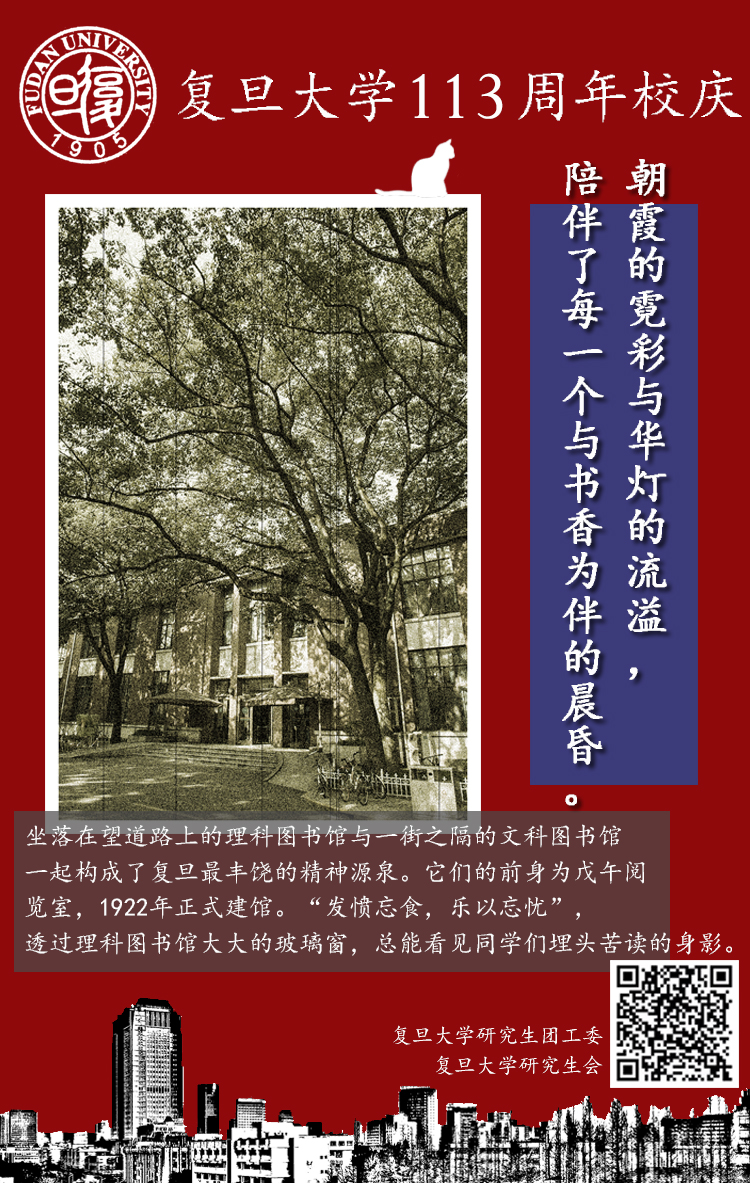 FUDAN UNIVERSITY
復旦
1905
复旦大学113周年校庆
朝霞的霓彩与华灯的流溢，
陪伴了每一个与书香为伴的晨昏。
坐落在望道路上的理科图书馆与一街之隔的文科图书馆
一起构成了复旦最丰饶的精神源泉。它们的前身为戊午阅
览室，1922年正式建馆。“发愤忘食，乐以忘忧”，
透过理科图书馆大大的玻璃窗，总能看见同学们埋头苦读的身影。
复旦大学研究生团工委
复旦大学研究生会